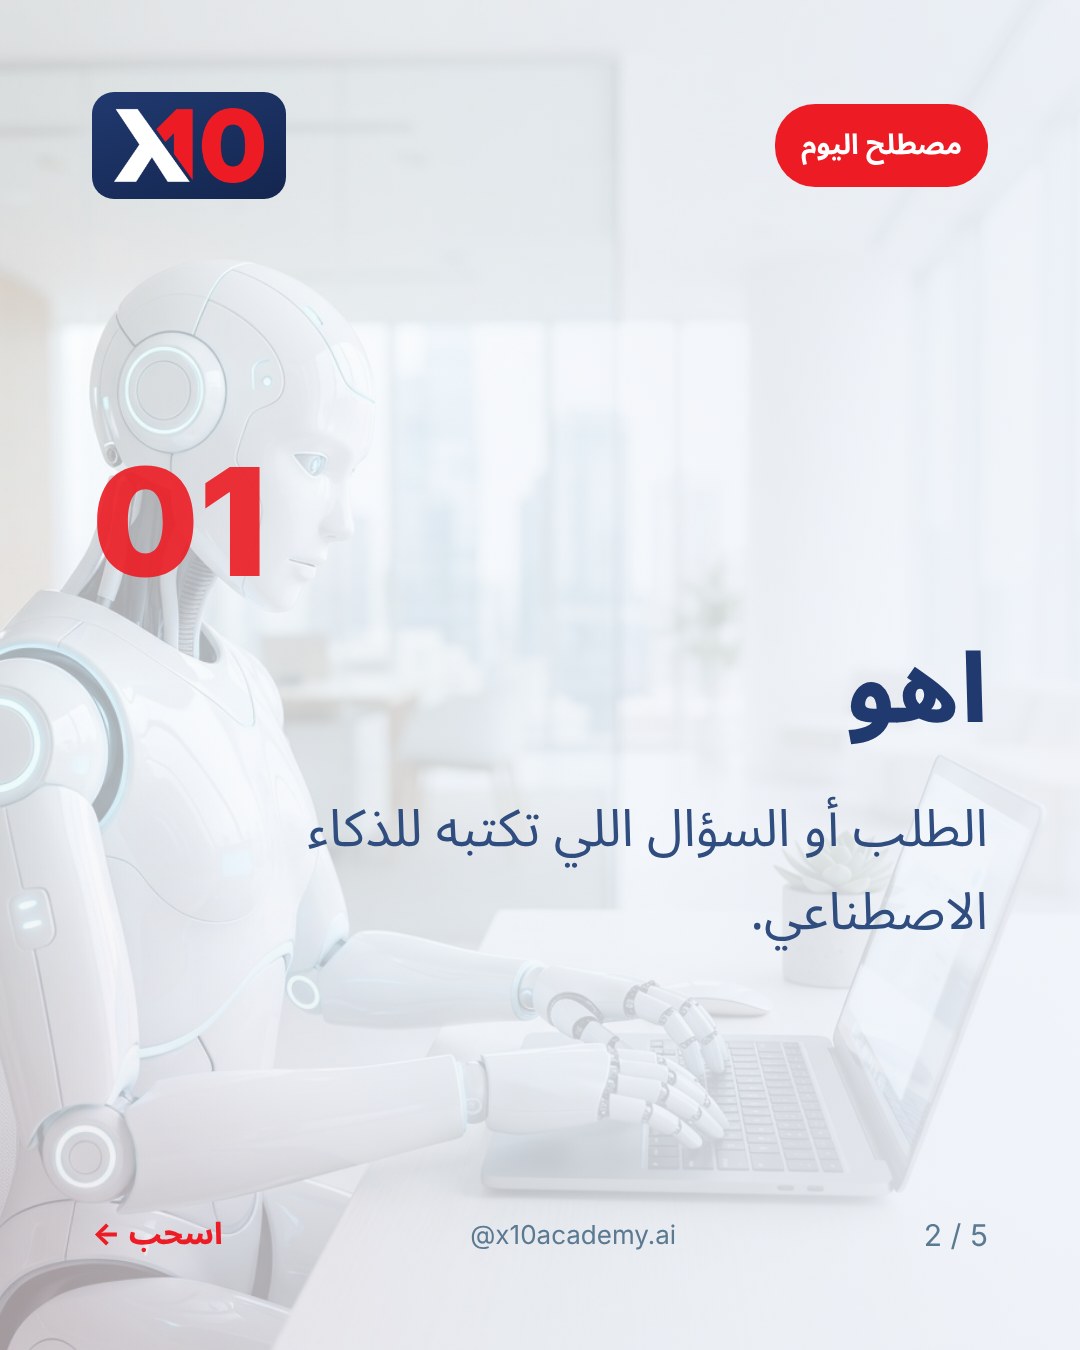 X10
مصطلح اليوم
01
اهو
الطلب أو السؤال اللي تكتبه للذكاء
الاصطناعي.
اسحب ←
@x10academy.ai
2 / 5